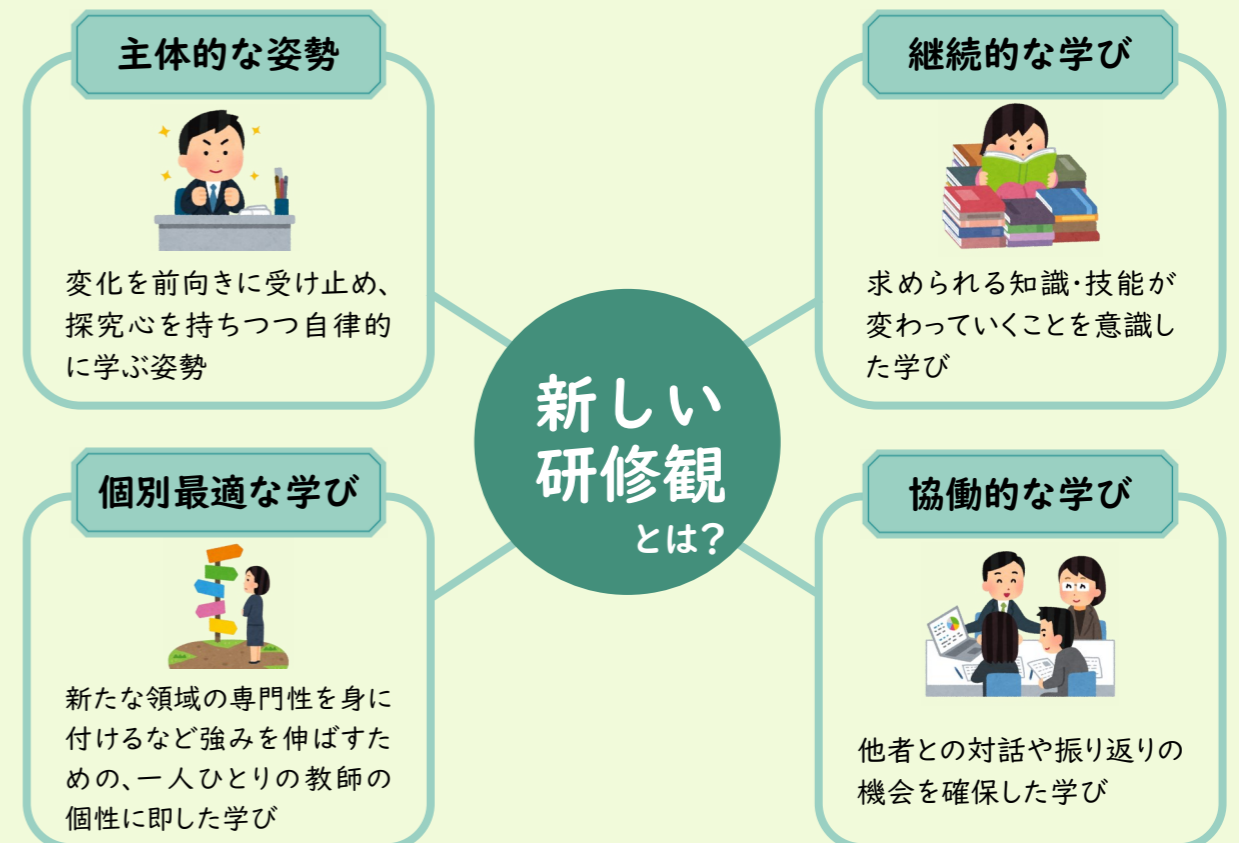 主体的な姿勢
変化を前向きに受け止め、
探究心を持ちつつ自律的
に学ぶ姿勢
継続的な学び
求められる知識・技能が
変わっていくことを意識し
た学び
新しい
研修観
とは?
個別最適な学び
新たな領域の専門性を身に
付けるなど強みを伸ばすた
めの、一人ひとりの教師の
個性に即した学び
協働的な学び
他者との対話や振り返りの
機会を確保した学び